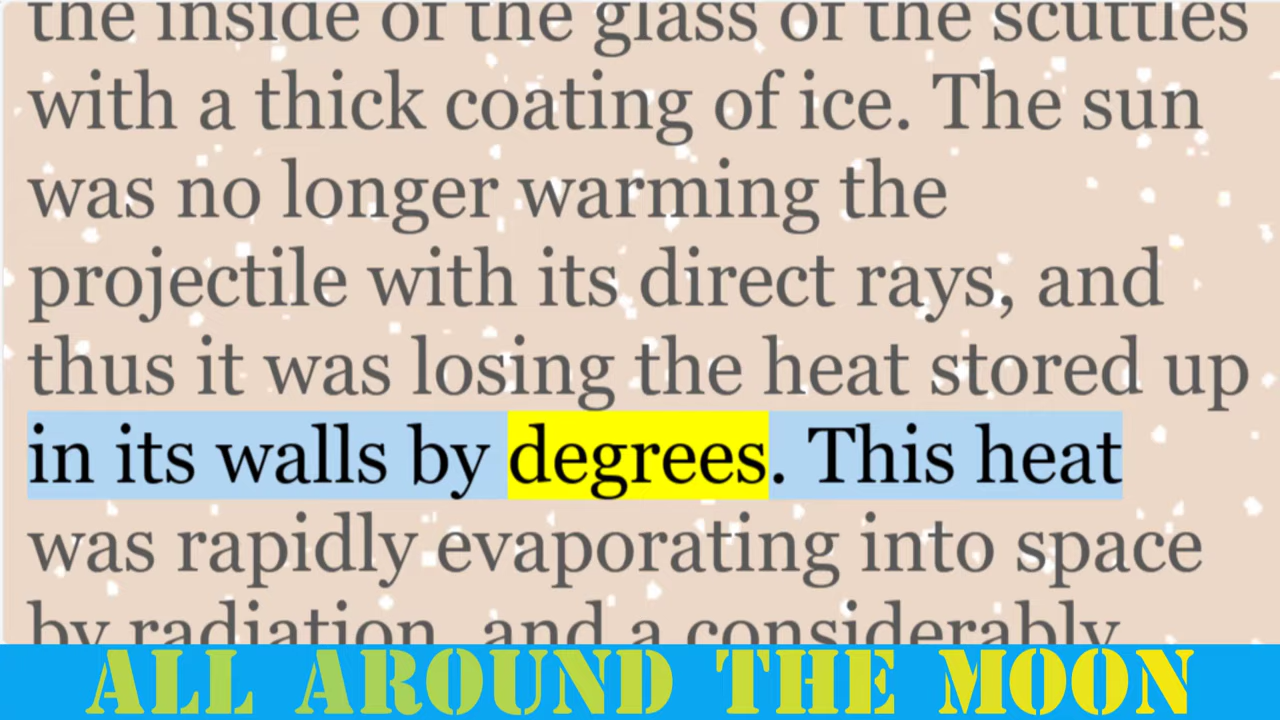 the inside of the glass of the scuttles
with a thick coating of ice. The sun
was no longer warming the
projectile with its direct rays, and
thus it was losing the heat stored up
in its walls by degrees. This heat
was rapidly evaporating into space
by radiation, and a considerably
ALL AROUND THE MOON